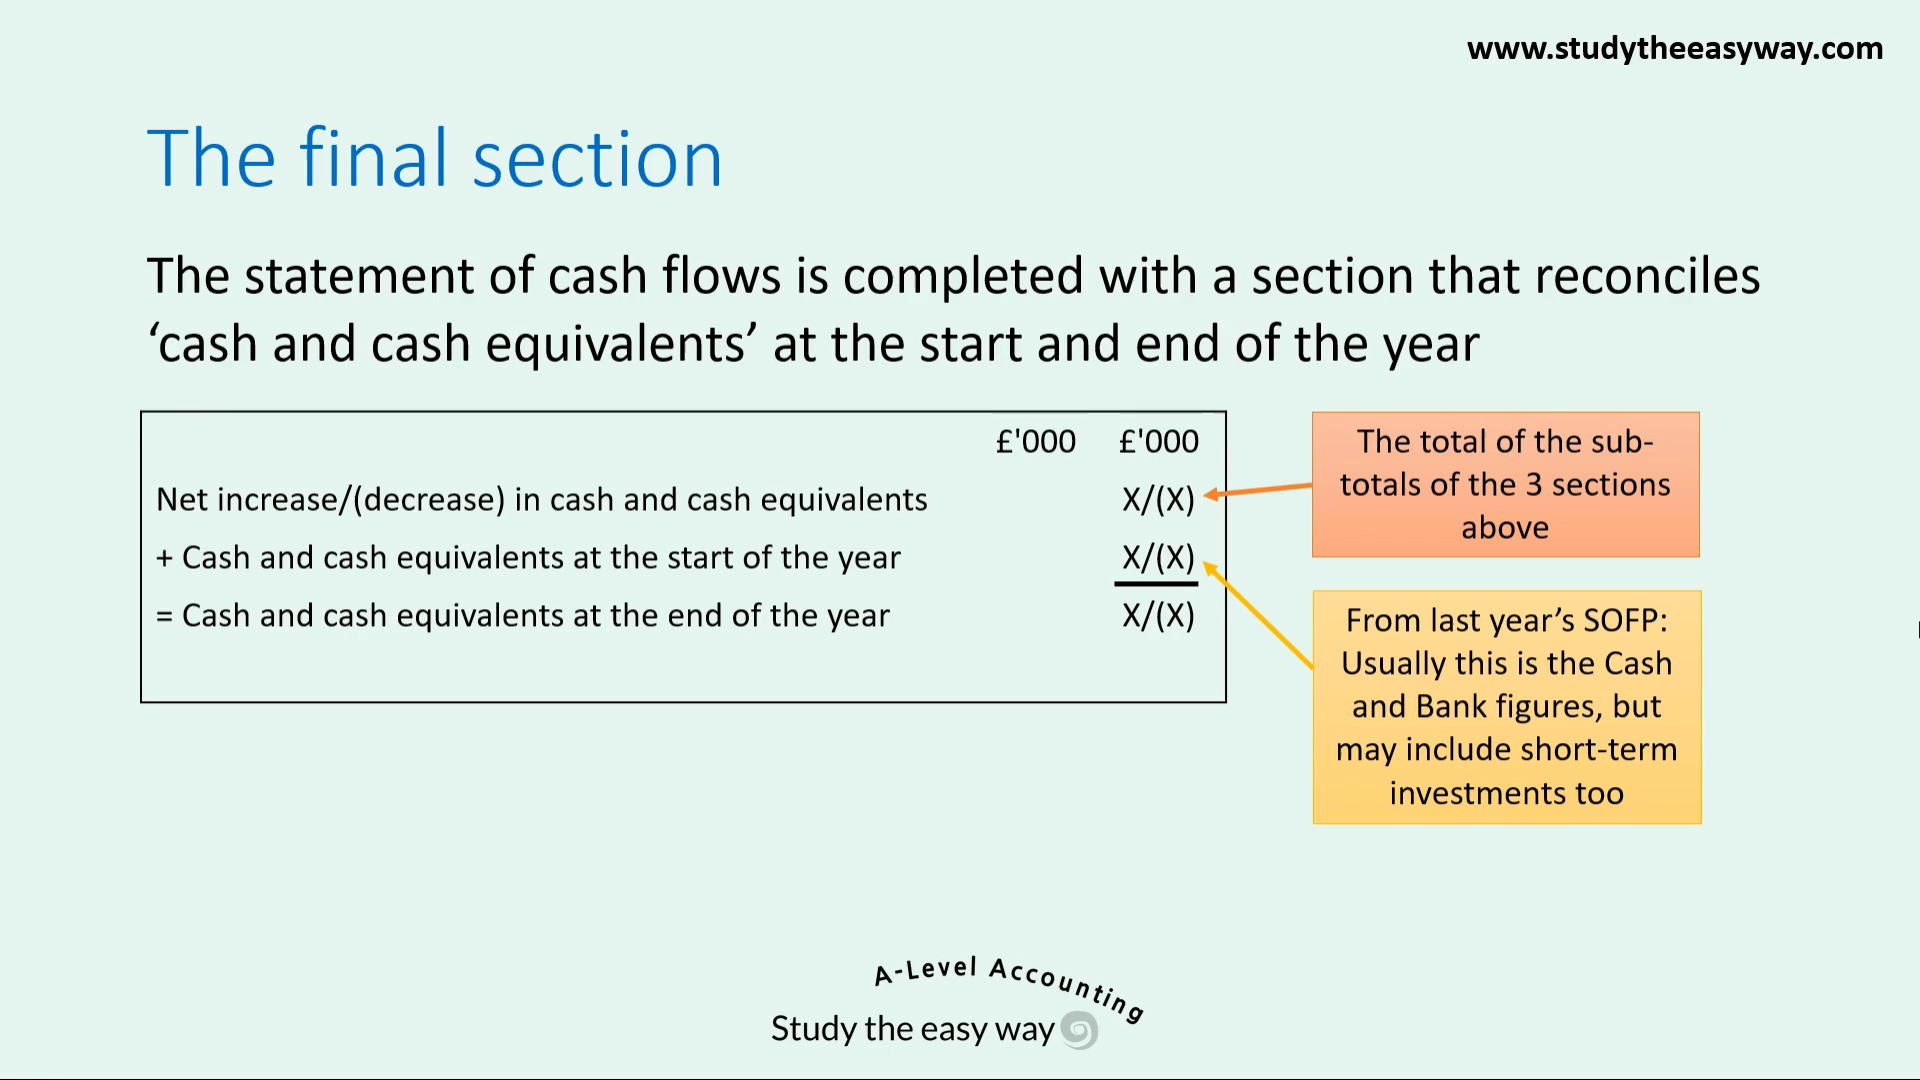 www.studytheeasyway.com
The final section
The statement of cash flows is completed with a section that reconciles
‘cash and cash equivalents’ at the start and end of the year
£'000 £'000
Net increase/(decrease) in cash and cash equivalents X/(X)
+ Cash and cash equivalents at the start of the year X/(X)
= Cash and cash equivalents at the end of the year X/(X)
The total of the sub-
totals of the 3 sections
above
From last year’s SOFP:
Usually this is the Cash
and Bank figures, but
may include short-term
investments too
A-Level Accounting
Study the easy way